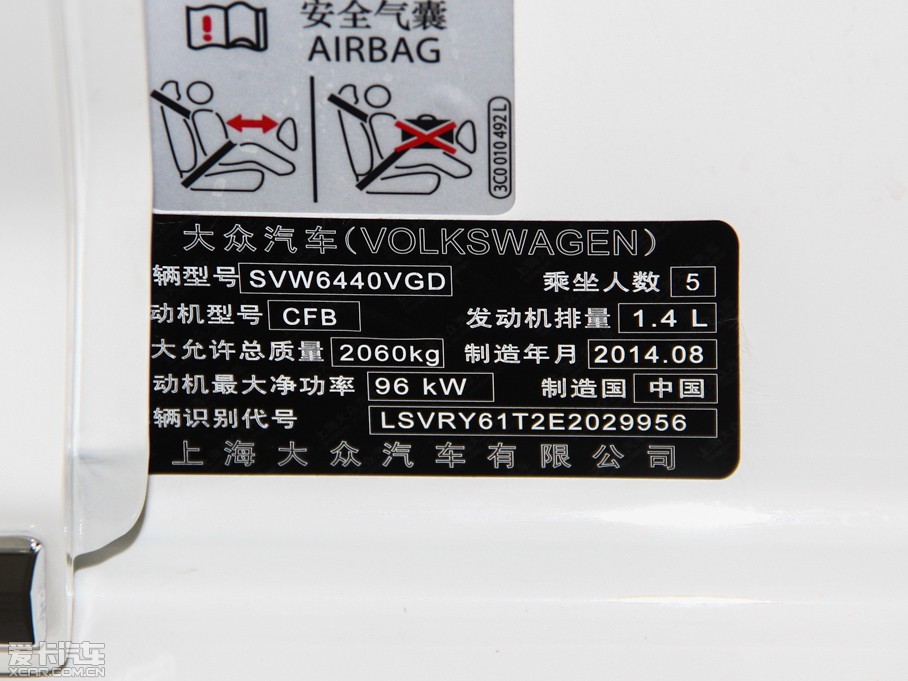 安全气囊
AIRBAG
3C0 010 492 L
大众汽车(VOLKSWAGEN)
辆型号 SVW6440VGD 乘坐人数 5
动机型号 CFB 发动机排量 1.4 L
大允许总质量 2060kg 制造年月 2014.08
动机最大净功率 96 kW 制造国 中国
辆识别代号 LSVRY61T2E2029956
上海大众汽车有限公司
爱卡汽车
XCAR.COM.CN